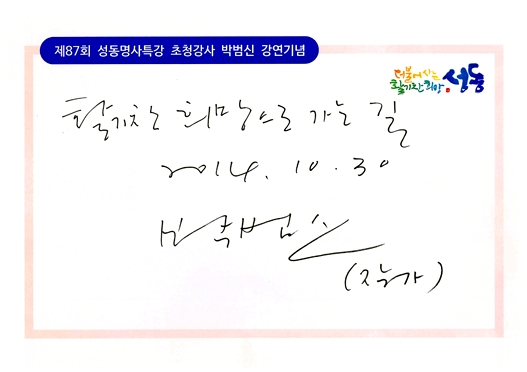 제87회 성동명사특강 초청강사 박범신 강연기념
더불어사는
활기찬 희망 성동
활기찬 희망으로 가는 길
2014. 10. 30
박범신
(작가)